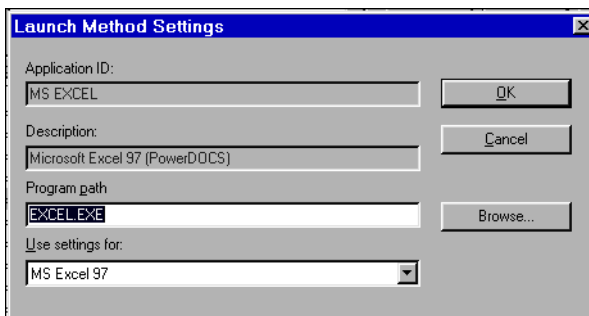 Launch Method Settings
Application ID:
MS EXCEL
OK
Description:
Cancel
Microsoft Excel 97 (PowerDOCS)
Program path
EXCEL.EXE
Browse...
Use settings for:
MS Excel 97